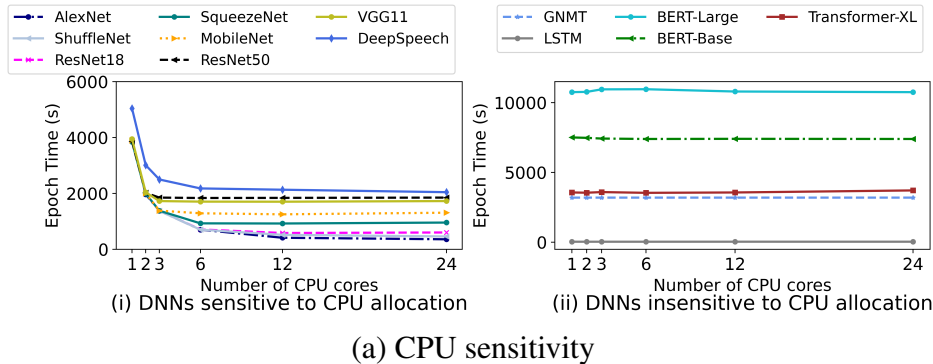 AlexNet SqueezeNet VGG11
ShuffleNet MobileNet DeepSpeech
ResNet18 ResNet50
GNMT BERT-Large Transformer-XL
LSTM BERT-Base
Epoch Time (s)
6000
4000
2000
0
1 2 3 6 12 24
Number of CPU cores
(i) DNNs sensitive to CPU allocation
Epoch Time (s)
10000
5000
0
1 2 3 6 12 24
Number of CPU cores
(ii) DNNs insensitive to CPU allocation
(a) CPU sensitivity